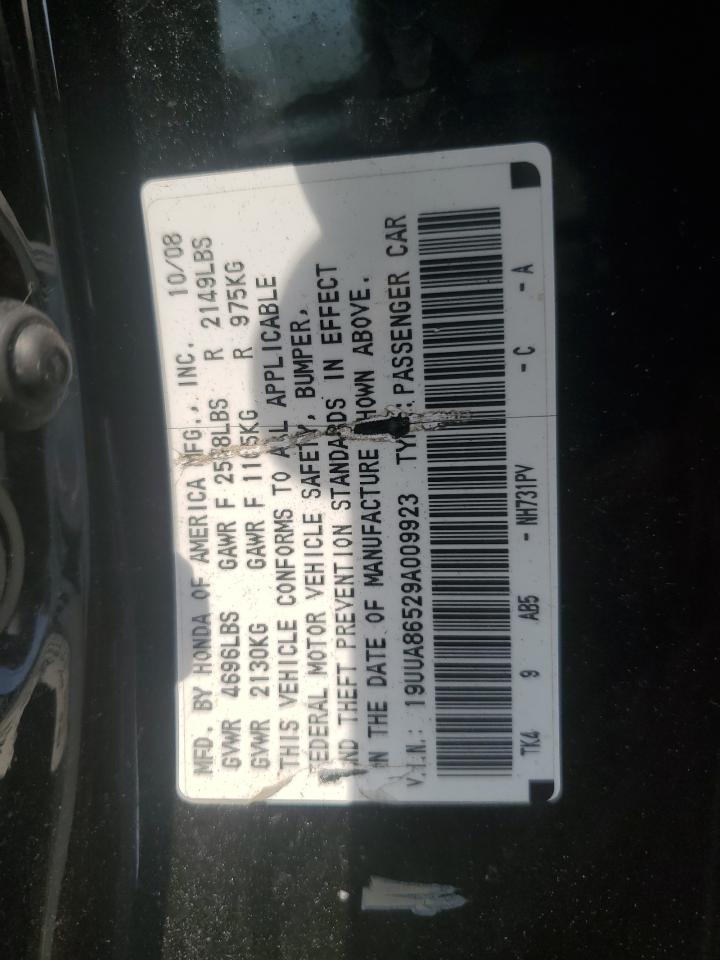 MFD. BY HONDA OF AMERICA MFG., INC. 10/08
GVWR 4696LBS GAWR F 25 8LBS R 2149LBS
GVWR 2130KG GAWR F 11 5KG R 975KG
THIS VEHICLE CONFORMS TO ALL APPLICABLE
FEDERAL MOTOR VEHICLE SAFETY, BUMPER,
AND THEFT PREVENTION STANDARDS IN EFFECT
IN THE DATE OF MANUFACTURE SHOWN ABOVE.
V.I.N.: 19UUA86529A009923 TYPE: PASSENGER CAR
TK4 9 AB5 - NH731PV - C - A